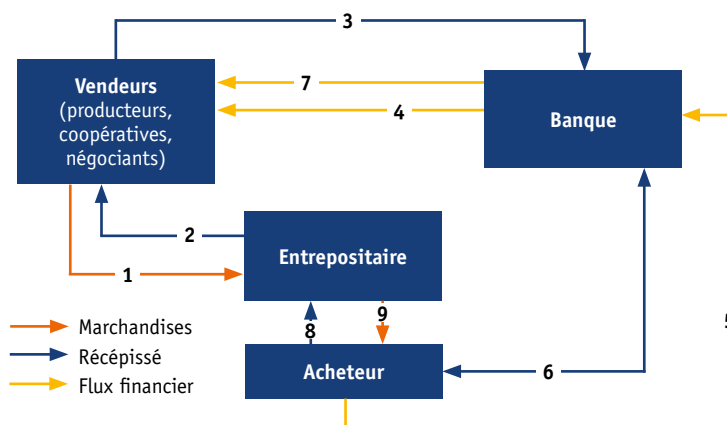 3
Vendeurs
(producteurs,
coopératives,
négociants)
7
4
Banque
2
1
Entrepositaire
8
9
Acheteur
6
5
Marchandises
Récépissé
Flux financier